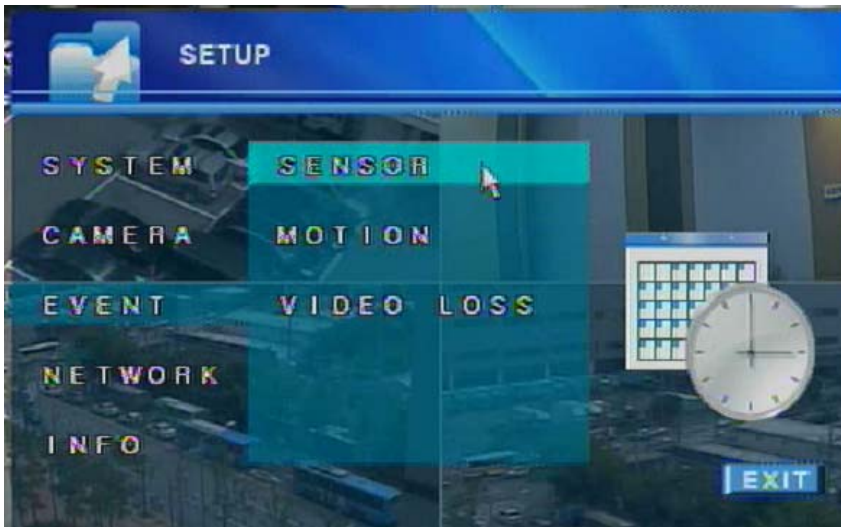 SETUP
SYSTEM
CAMERA
EVENT
NETWORK
INFO
SENSOR
MOTION
VIDEO LOSS
EXIT